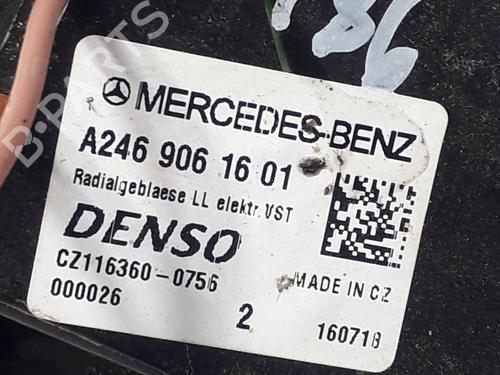 136
MERCEDES-BENZ
A246 906 16 01
Radialgeblaese LL elektr.VST
DENSO
CZ116360-0756
MADE IN CZ
000026
2
160718
B-PARTS